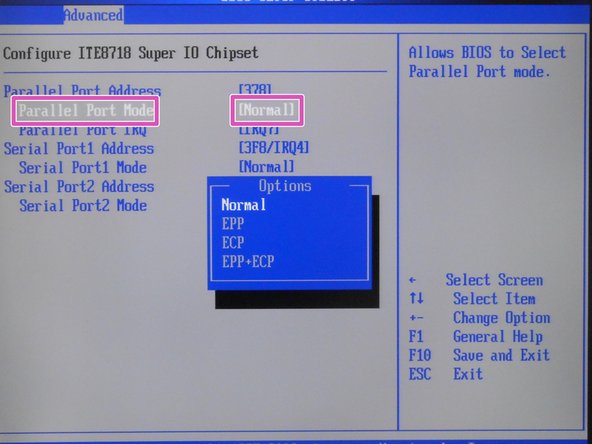 Advanced
Configure ITE8718 Super IO Chipset
Parallel Port Address [378]
Parallel Port Mode [Normal]
Parallel Port IRQ [IRQ7]
Serial Port1 Address [3F8/IRQ4]
Serial Port1 Mode [Normal]
Serial Port2 Address
Serial Port2 Mode
Options
Normal
EPP
ECP
EPP+ECP
Allows BIOS to Select
Parallel Port mode.
← Select Screen
↑↓ Select Item
+- Change Option
F1 General Help
F10 Save and Exit
ESC Exit